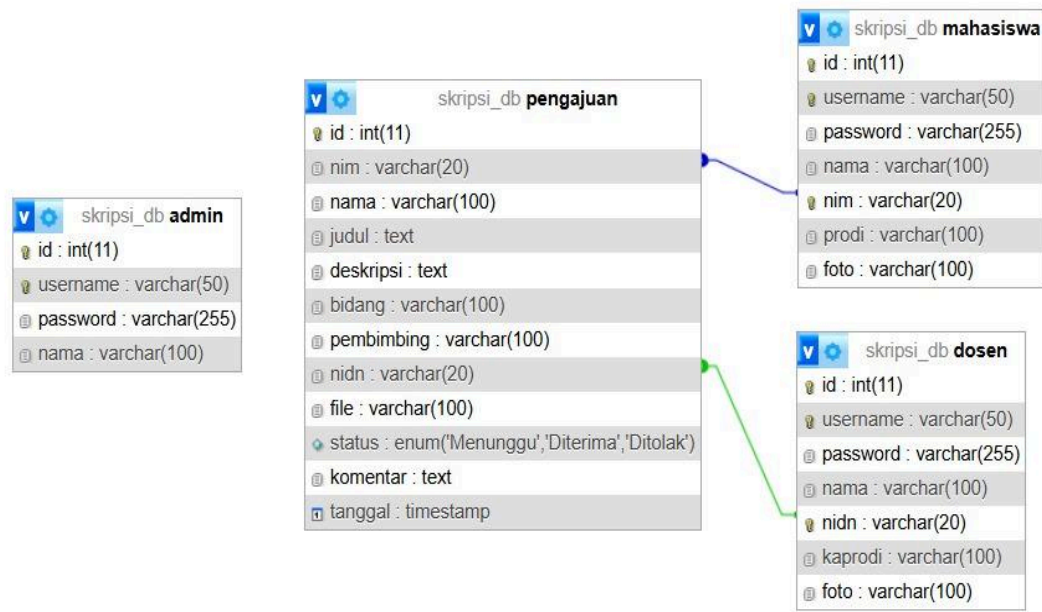 skripsi_db admin
id : int(11)
username : varchar(50)
password : varchar(255)
nama : varchar(100)
skripsi_db pengajuan
id : int(11)
nim : varchar(20)
nama : varchar(100)
judul : text
deskripsi : text
bidang : varchar(100)
pembimbing : varchar(100)
nidn : varchar(20)
file : varchar(100)
status : enum('Menunggu','Diterima','Ditolak')
komentar : text
tanggal : timestamp
skripsi_db mahasiswa
id : int(11)
username : varchar(50)
password : varchar(255)
nama : varchar(100)
nim : varchar(20)
prodi : varchar(100)
foto : varchar(100)
skripsi_db dosen
id : int(11)
username : varchar(50)
password : varchar(255)
nama : varchar(100)
nidn : varchar(20)
kaprodi : varchar(100)
foto : varchar(100)